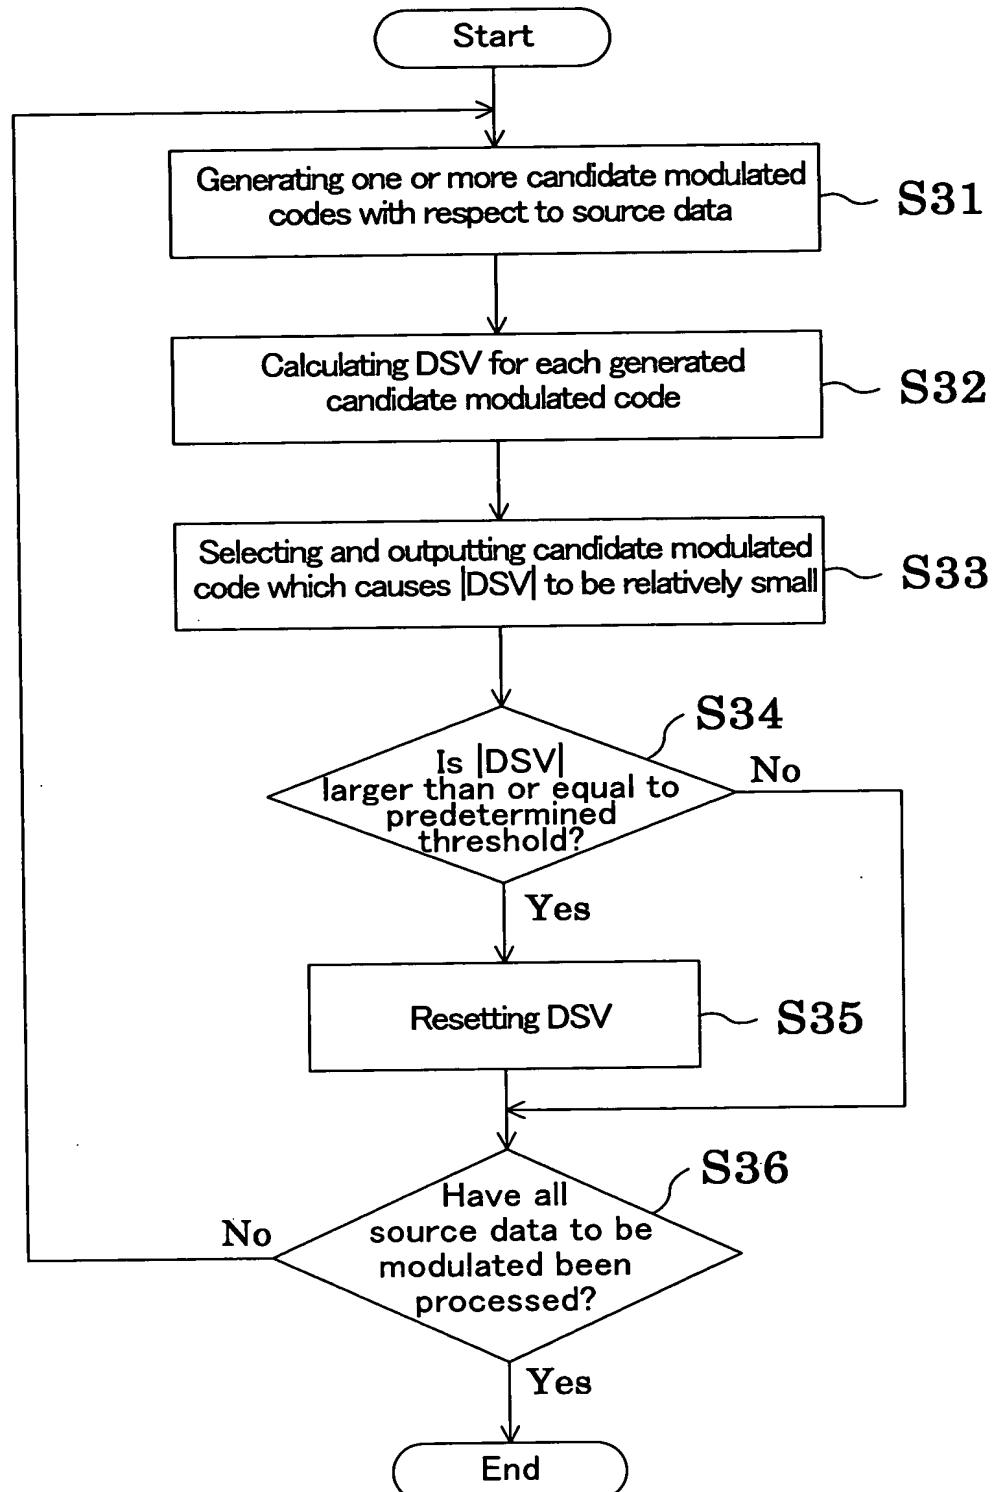 Start
Generating one or more candidate modulated
codes with respect to source data
S31
Calculating DSV for each generated
candidate modulated code
S32
Selecting and outputting candidate modulated
code which causes |DSV| to be relatively small
S33
S34
Is |DSV|
larger than or equal to
predetermined
threshold?
No
Yes
Resetting DSV
S35
S36
Have all
source data to be
modulated been
processed?
No
Yes
End